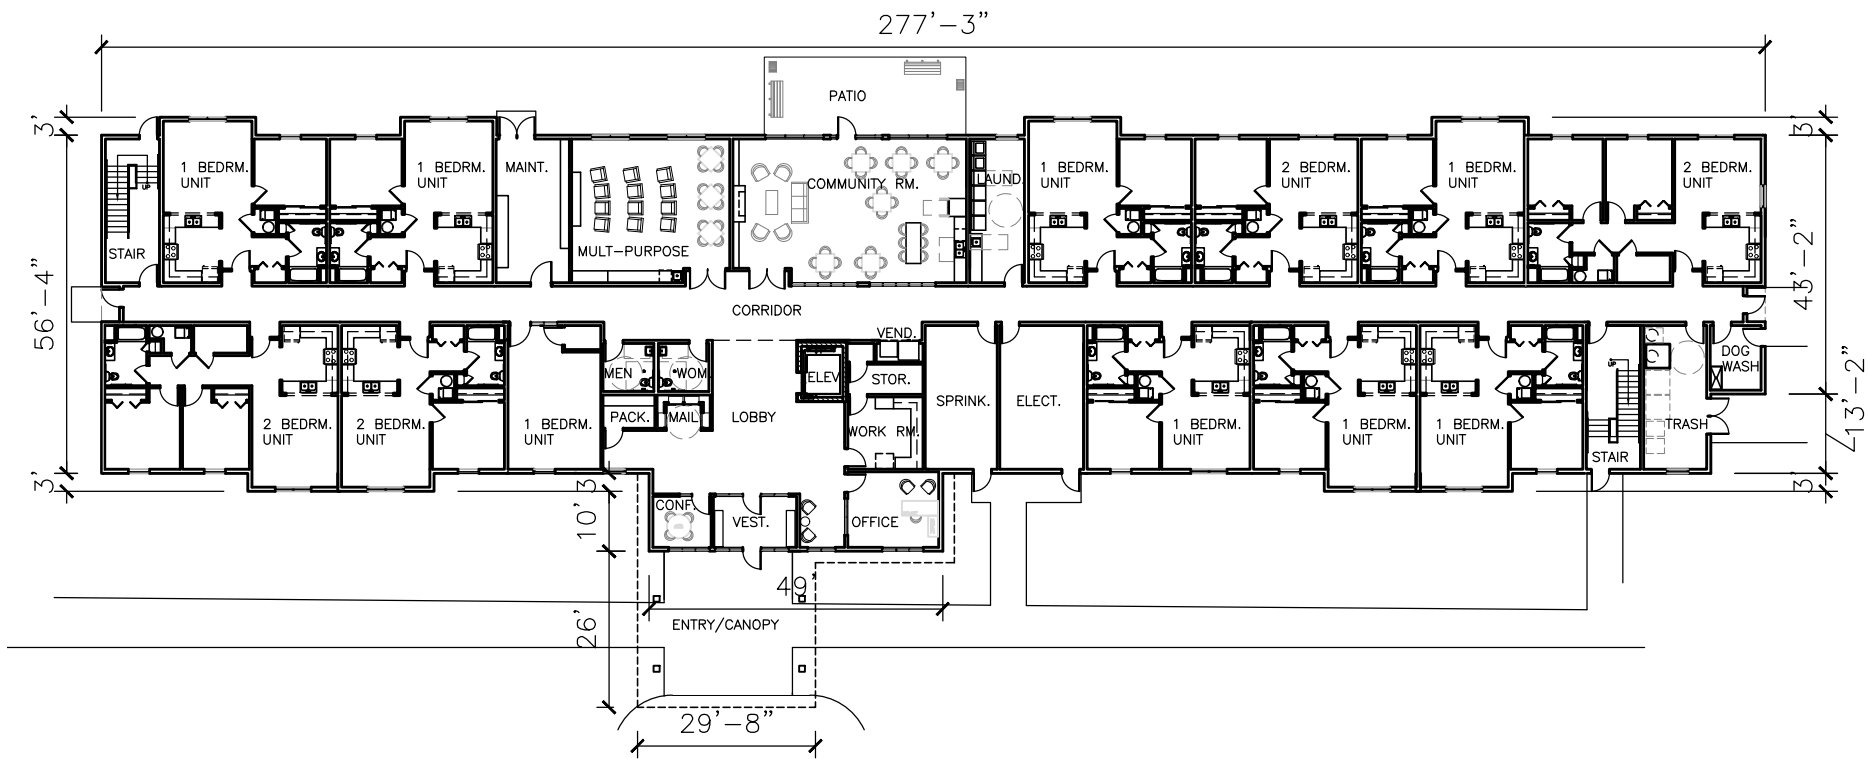 277'-3"
PATIO
3'
3'
1 BEDRM.
UNIT
1 BEDRM.
UNIT
MAINT.
COMMUNITY RM.
LAUND.
1 BEDRM.
UNIT
2 BEDRM.
UNIT
1 BEDRM.
UNIT
2 BEDRM.
UNIT
UP
STAIR
MULT-PURPOSE
56'-4"
43'-2"
CORRIDOR
VEND.
MEN
WOM.
ELEV.
STOR.
DOG
WASH
UP
PACK.
MAIL
LOBBY
SPRINK.
ELECT.
2 BEDRM.
UNIT
2 BEDRM.
UNIT
1 BEDRM.
UNIT
WORK RM.
1 BEDRM.
UNIT
1 BEDRM.
UNIT
1 BEDRM.
UNIT
TRASH
13'-2"
STAIR
3'
3'
3'
CONF.
VEST.
OFFICE
10'
49'
26'
ENTRY/CANOPY
29'-8"